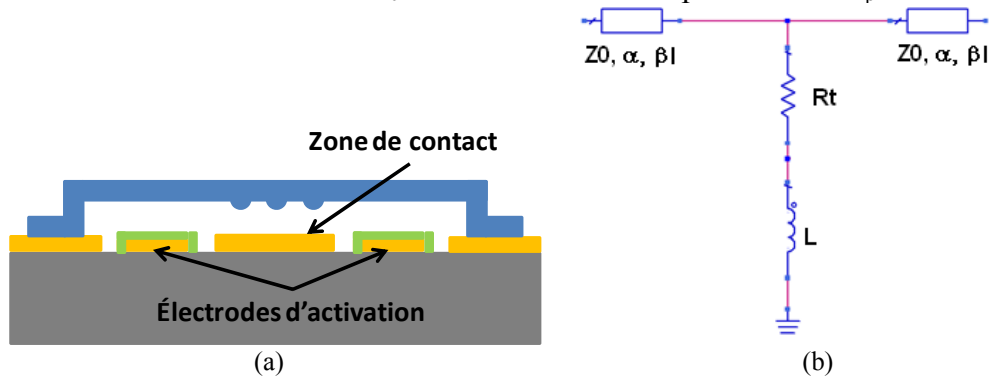 Zone de contact
Électrodes d'activation
(a)
Z0, α, βl
Z0, α, βl
Rt
L
(b)